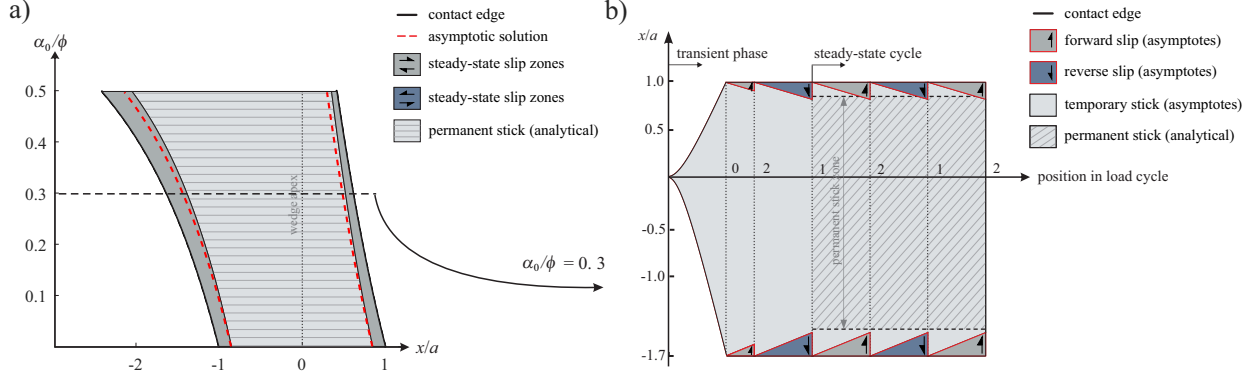 a)
α₀/ϕ
0.5
0.4
0.3
0.2
0.1
-2
-1
0
1
x/a
wedge apex
contact edge
asymptotic solution
steady-state slip zones
steady-state slip zones
permanent stick (analytical)
α₀/ϕ = 0. 3
b)
x/a
transient phase
steady-state cycle
1.0
0.5
0
-1.0
-1.0
-1.7
0
2
1
2
1
2
position in load cycle
permanent stick zone
contact edge
forward slip (asymptotes)
reverse slip (asymptotes)
temporary stick (asymptotes)
permanent stick (analytical)